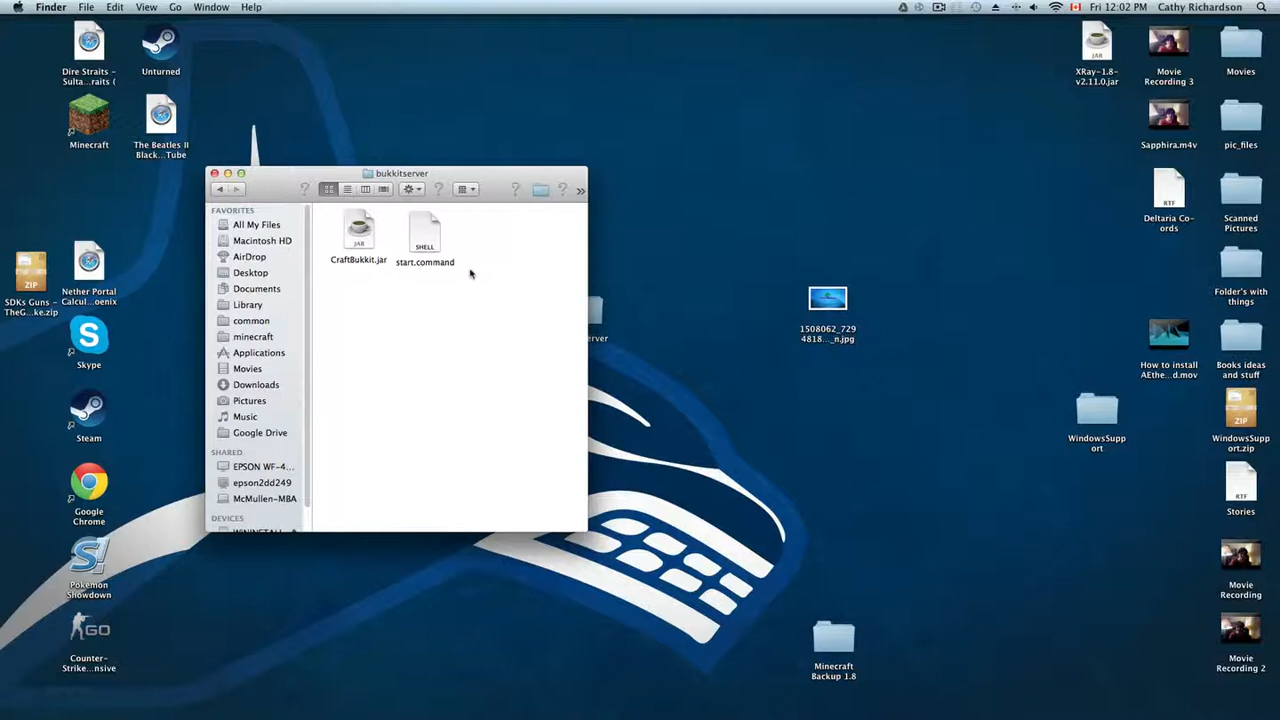 Finder File Edit View Go Window Help
Fri 12:02 PM Cathy Richardson
Dire Straits -
Sulta...raits (
Unturned
Minecraft
The Beatles II
Black...Tube
SDKs Guns -
TheG...ke.zip
Nether Portal
Calcul...oenix
Skype
Steam
Google
Chrome
Pokemon
Showdown
GO
Counter-
Strike...nsive
bukkitserver
FAVORITES
All My Files
Macintosh HD
AirDrop
Desktop
Documents
Library
common
minecraft
Applications
Movies
Downloads
Pictures
Music
Google Drive
SHARED
EPSON WF-4...
epson2dd249
McMullen-MBA
DEVICES
JAR
CraftBukkit.jar
SHELL
start.command
erver
1508062_729
4818..._n.jpg
Minecraft
Backup 1.8
JAR
XRay-1.8-
v2.11.0.jar
Movie
Recording 3
Movies
Sapphira.m4v
pic_files
RTF
Deltaria Co-
ords
Scanned
Pictures
Folder's with
things
How to install
AEthe...d.mov
Books ideas
and stuff
WindowsSupp
ort
ZIP
WindowsSup
port.zip
RTF
Stories
Movie
Recording
Movie
Recording 2
ZIP